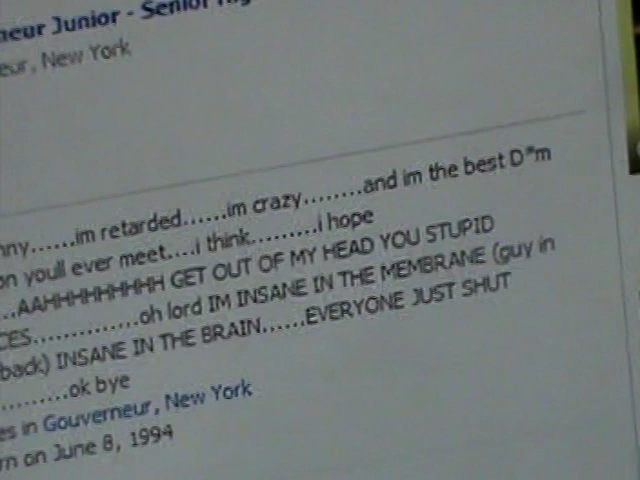 neur Junior - Senior Hig
eur, New York
nny......im retarded......im crazy........and im the best D*m
on youll ever meet....i think..........i hope
..AAHHHHHHHHH GET OUT OF MY HEAD YOU STUPID
CES..............oh lord IM INSANE IN THE MEMBRANE (guy in
back) INSANE IN THE BRAIN......EVERYONE JUST SHUT
..........ok bye
es in Gouverneur, New York
rn on June 8, 1994